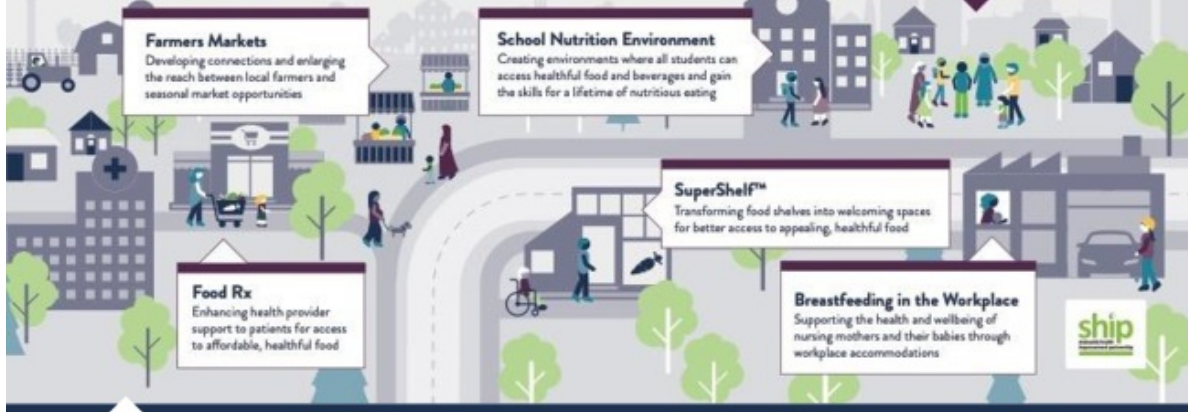 Farmers Markets
Developing connections and enlarging
the reach between local farmers and
seasonal market opportunities
School Nutrition Environment
Creating environments where all students can
access healthful food and beverages and gain
the skills for a lifetime of nutritious eating
SuperShelf™
Transforming food shelves into welcoming spaces
for better access to appealing, healthful food
Food Rx
Enhancing health provider
support to patients for access
to affordable, healthful food
Breastfeeding in the Workplace
Supporting the health and wellbeing of
nursing mothers and their babies through
workplace accommodations
ship